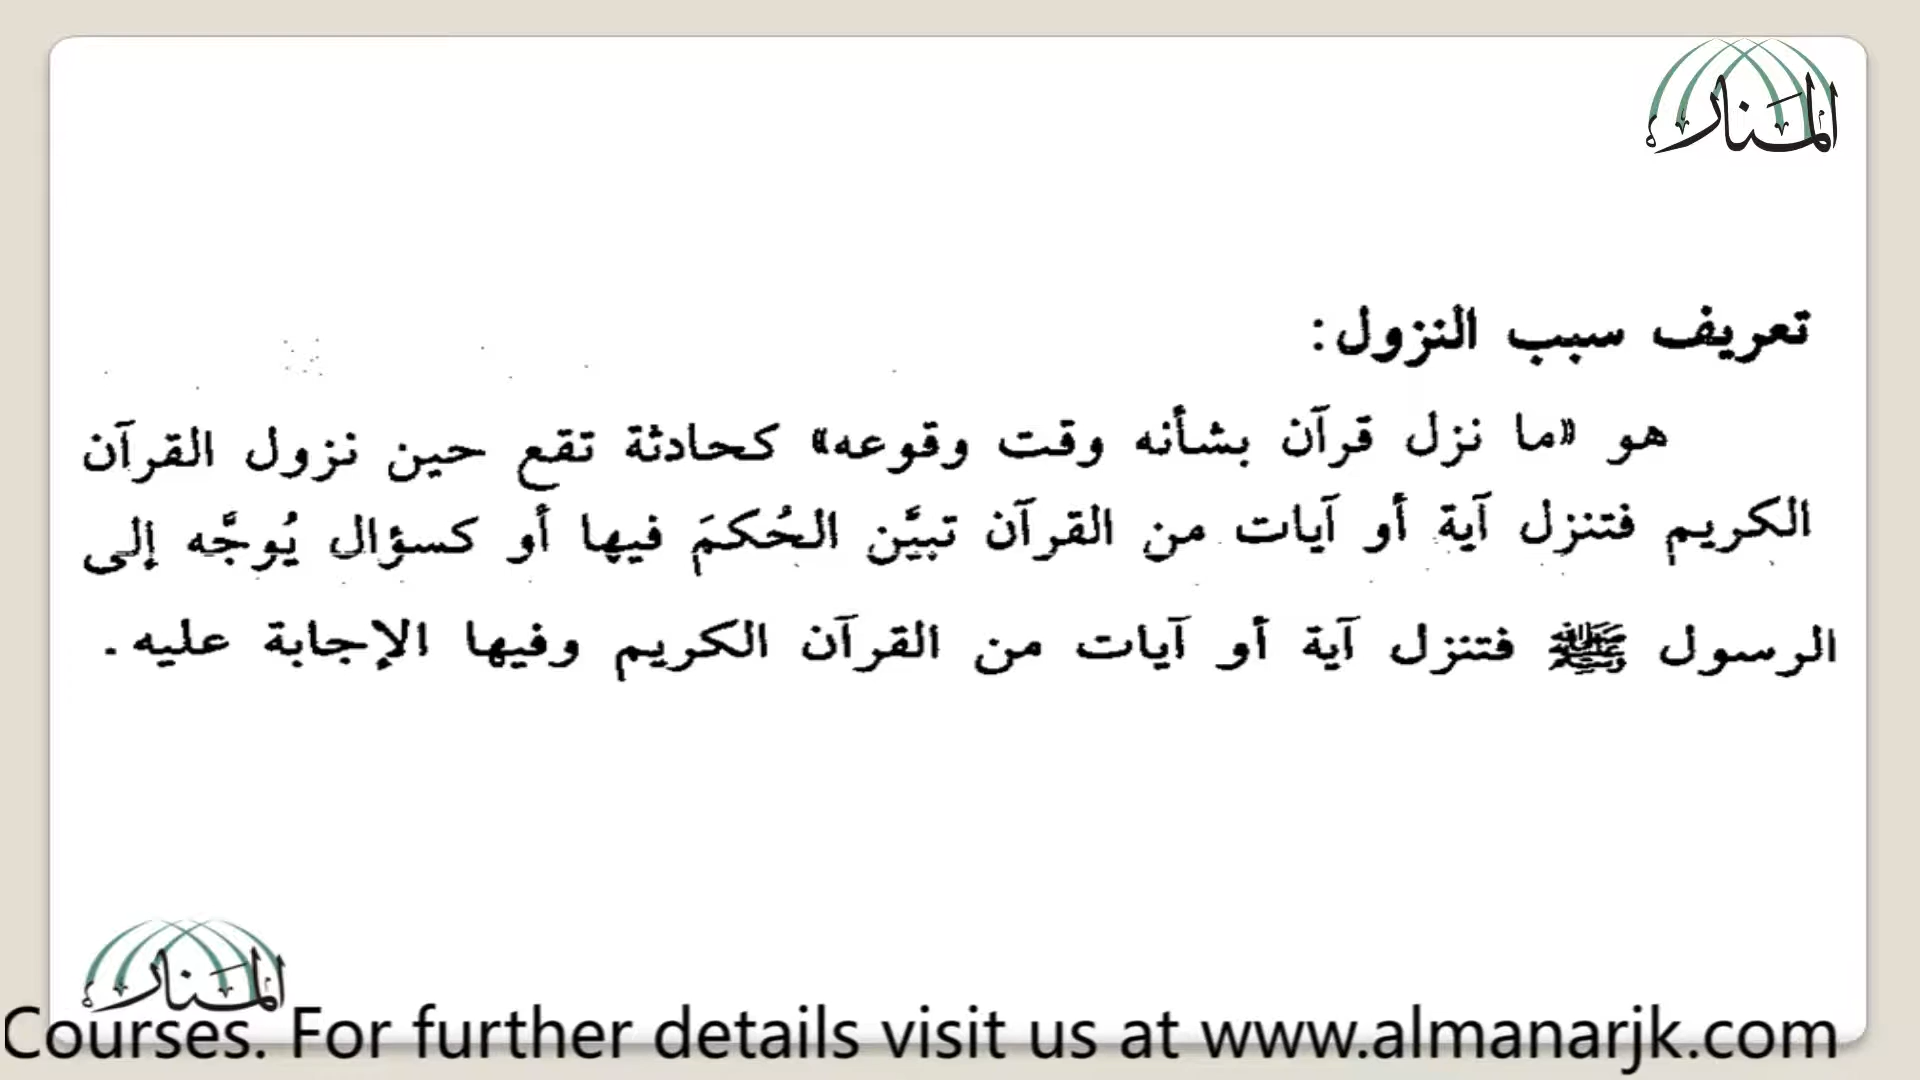 المنار
تعريف سبب النزول:
هو «ما نزل قرآن بشأنه وقت وقوعه» كحادثة تقع حين نزول القرآن
الكريم فتنزل آية أو آيات من القرآن تبيَّن الحُكمَ فيها أو كسؤال يُوجَّه إلى
الرسول ﷺ فتنزل آية أو آيات من القرآن الكريم وفيها الإجابة عليه.
المنار
Courses. For further details visit us at www.almanarjk.com